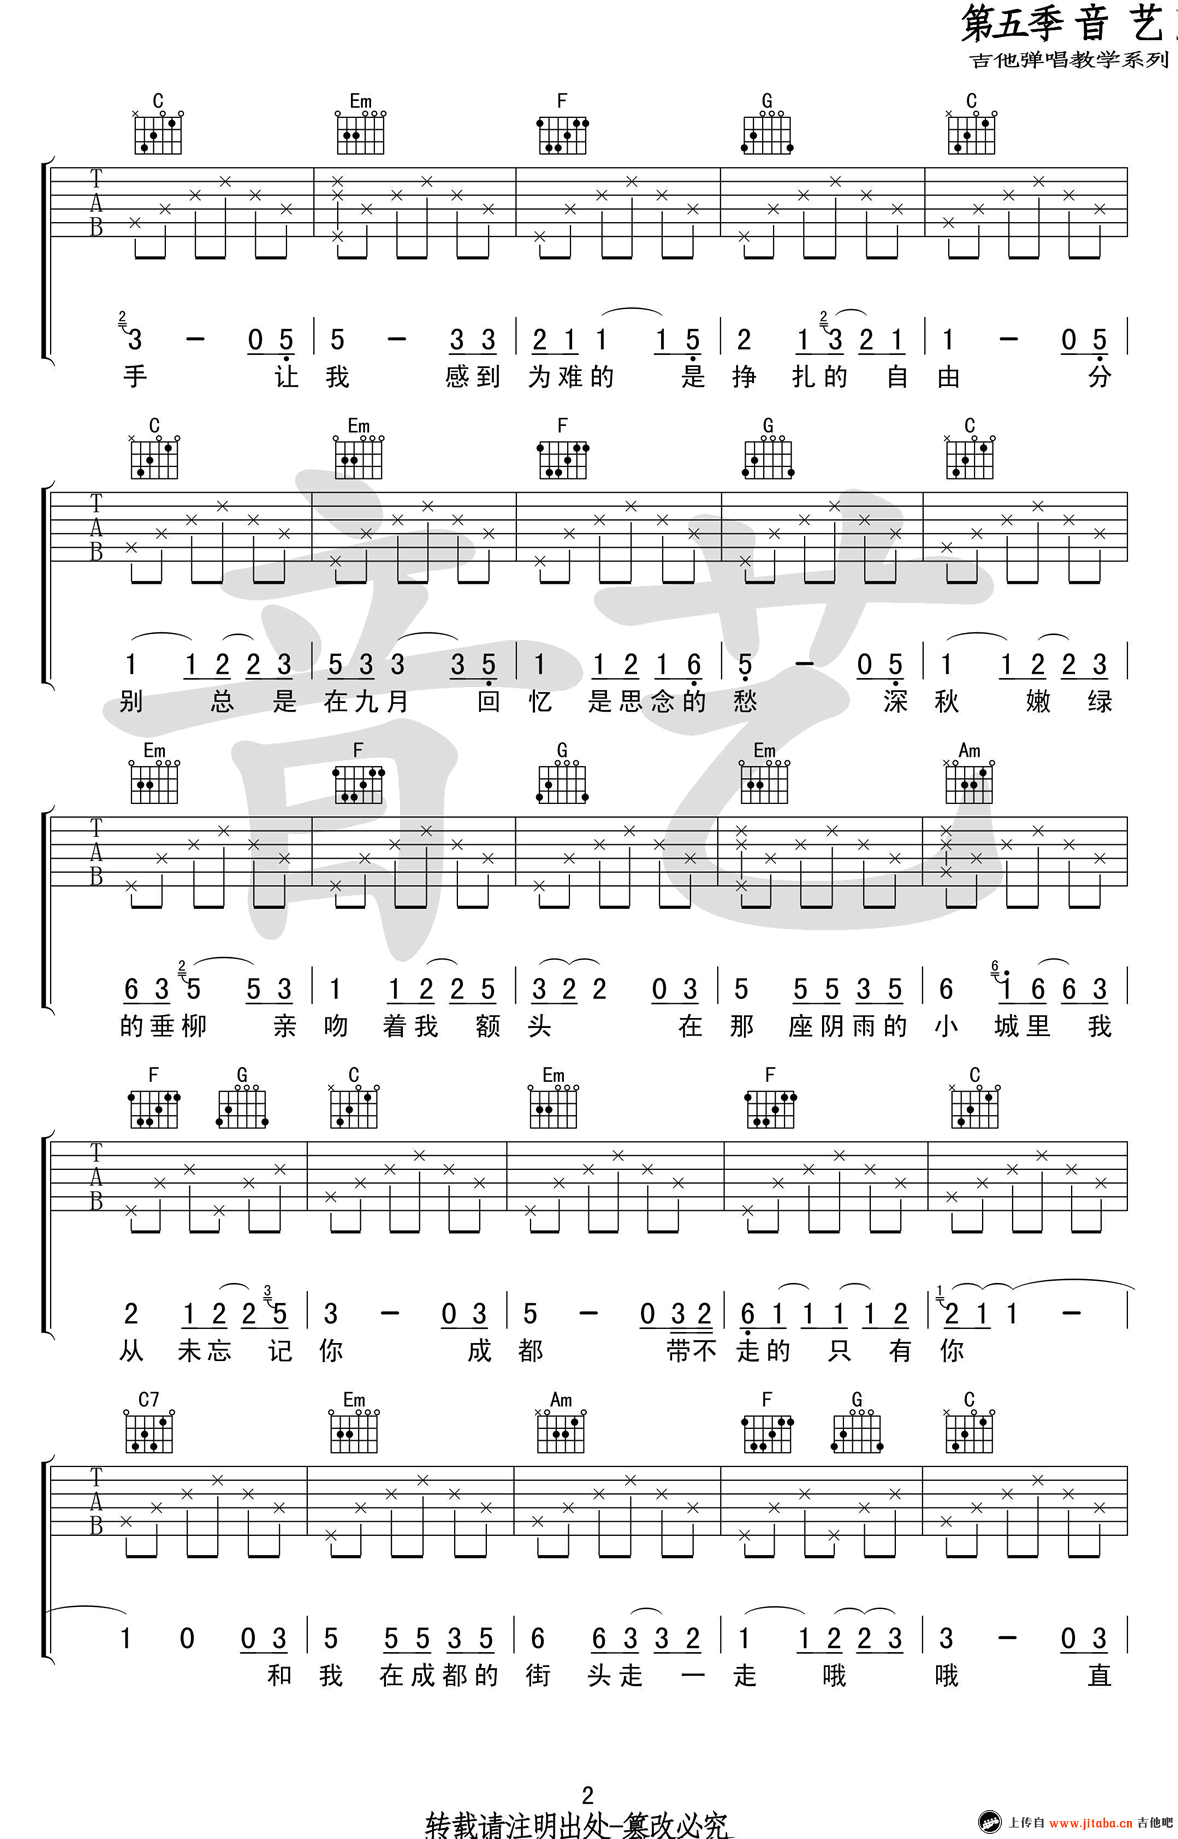 第五季 音 艺
吉他弹唱教学系列
C Em F G C
T
A
B
2
3 - 0 5 5 - 3 3 2 1 1 1 5 2 1 2 3 2 1 1 - 0 5
手 让 我 感 到 为 难 的 是 挣 扎 的 自 由 分
C Em F G C
T
A
B
1 1 2 2 3 5 3 3 3 5 1 1 2 1 6 5 - 0 5 1 1 2 2 3
别 总 是 在 九 月 回 忆 是 思 念 的 愁 深 秋 嫩 绿
音艺
Em F G Em Am
T
A
B
6 3 2 5 5 3 1 1 2 2 5 3 2 2 0 3 5 5 5 3 5 6 6 1 6 6 3
的 垂 柳 亲 吻 着 我 额 头 在 那 座 阴 雨 的 小 城 里 我
F G C Em F C
T
A
B
2 1 2 2 3 5 3 - 0 3 5 - 0 3 2 6 1 1 1 1 2 1 2 1 1 -
从 未 忘 记 你 成 都 带 不 走 的 只 有 你
C7 Em Am F G C
T
A
B
1 0 0 3 5 5 5 3 5 6 6 3 3 2 1 1 2 2 3 3 - 0 3
和 我 在 成 都 的 街 头 走 一 走 哦 哦 直
2
转载请注明出处-篡改必究
上传自 www.jitaba.cn 吉他吧